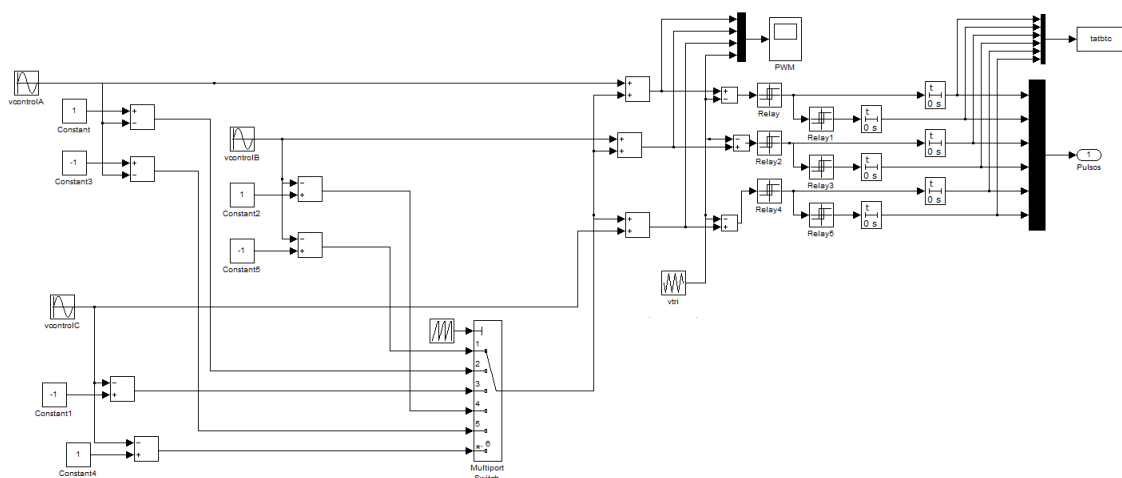 PWM
tatbtc
vcontrolA
1
Constant
-1
Constant3
vcontrolB
1
Constant2
-1
Constant5
vcontrolC
-1
Constant1
1
Constant4
1
2
3
4
5
*, 6
Multiport
Switch
vtri
Relay
Relay1
Relay2
Relay3
Relay4
Relay5
t
0 s
t
0 s
t
0 s
t
0 s
t
0 s
t
0 s
1
Pulsos